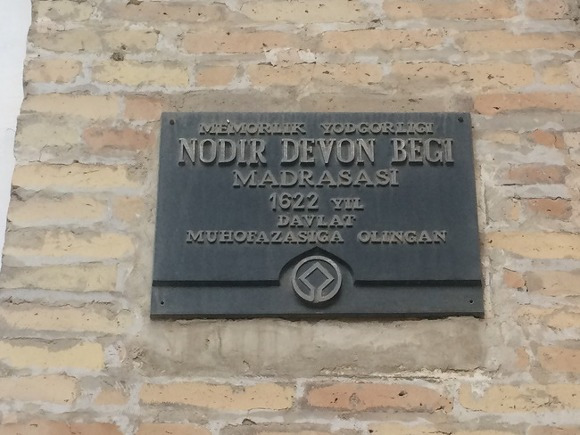 MEMORLIK YODGORLIGI
NODIR DEVON BEGI
MADRASASI
1622 YIL
DAVLAT
MUHOFAZASIGA OLINGAN